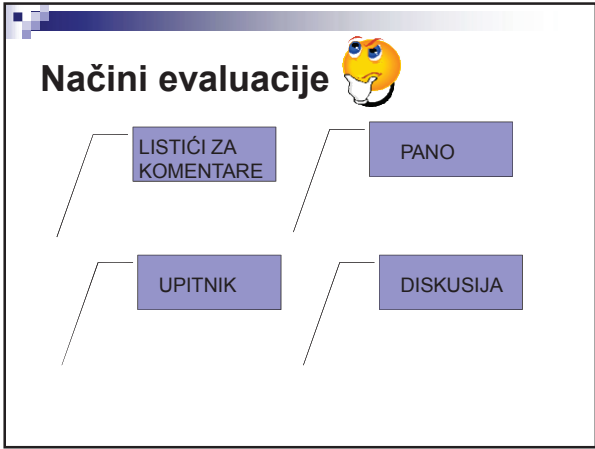 Načini evaluacije
LISTIĆI ZA
KOMENTARE
PANO
UPITNIK
DISKUSIJA